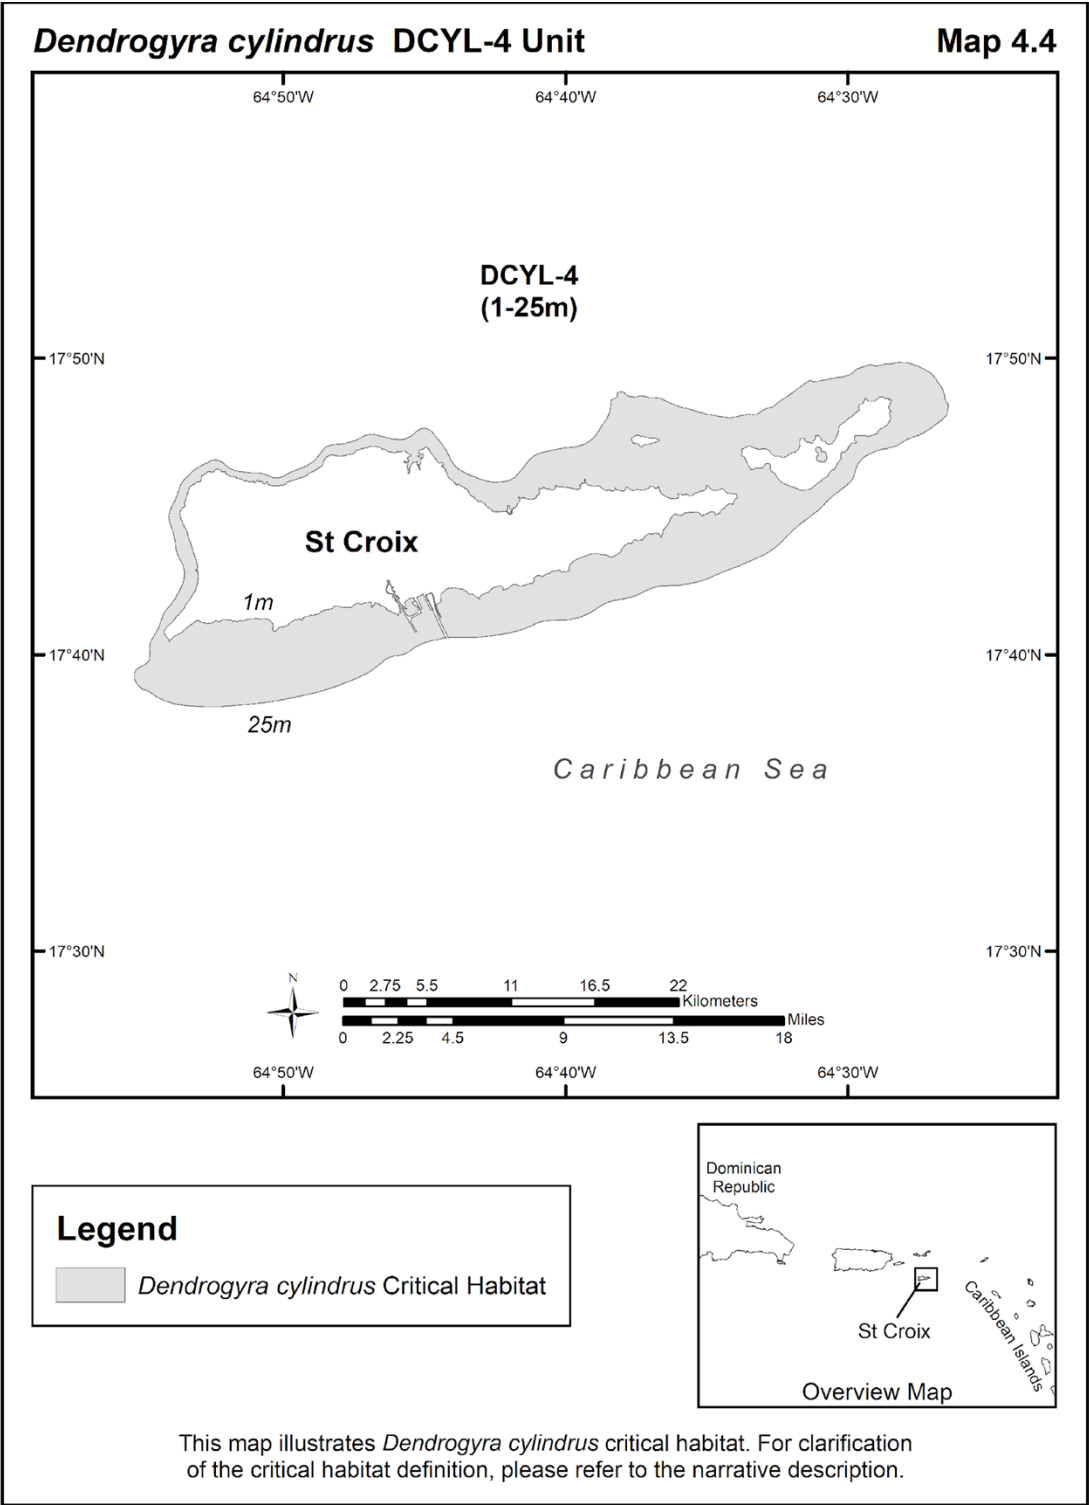 Dendrogyra cylindrus DCYL-4 Unit
Map 4.4
64°50'W 64°40'W 64°30'W
DCYL-4
(1-25m)
17°50'N 17°50'N
St Croix
1m
17°40'N 17°40'N
25m
Caribbean Sea
17°30'N 17°30'N
N
0 2.75 5.5 11 16.5 22
Kilometers
Miles
0 2.25 4.5 9 13.5 18
64°50'W 64°40'W 64°30'W
Legend
Dendrogyra cylindrus Critical Habitat
Dominican
Republic
St Croix
Caribbean Islands
Overview Map
This map illustrates Dendrogyra cylindrus critical habitat. For clarification
of the critical habitat definition, please refer to the narrative description.